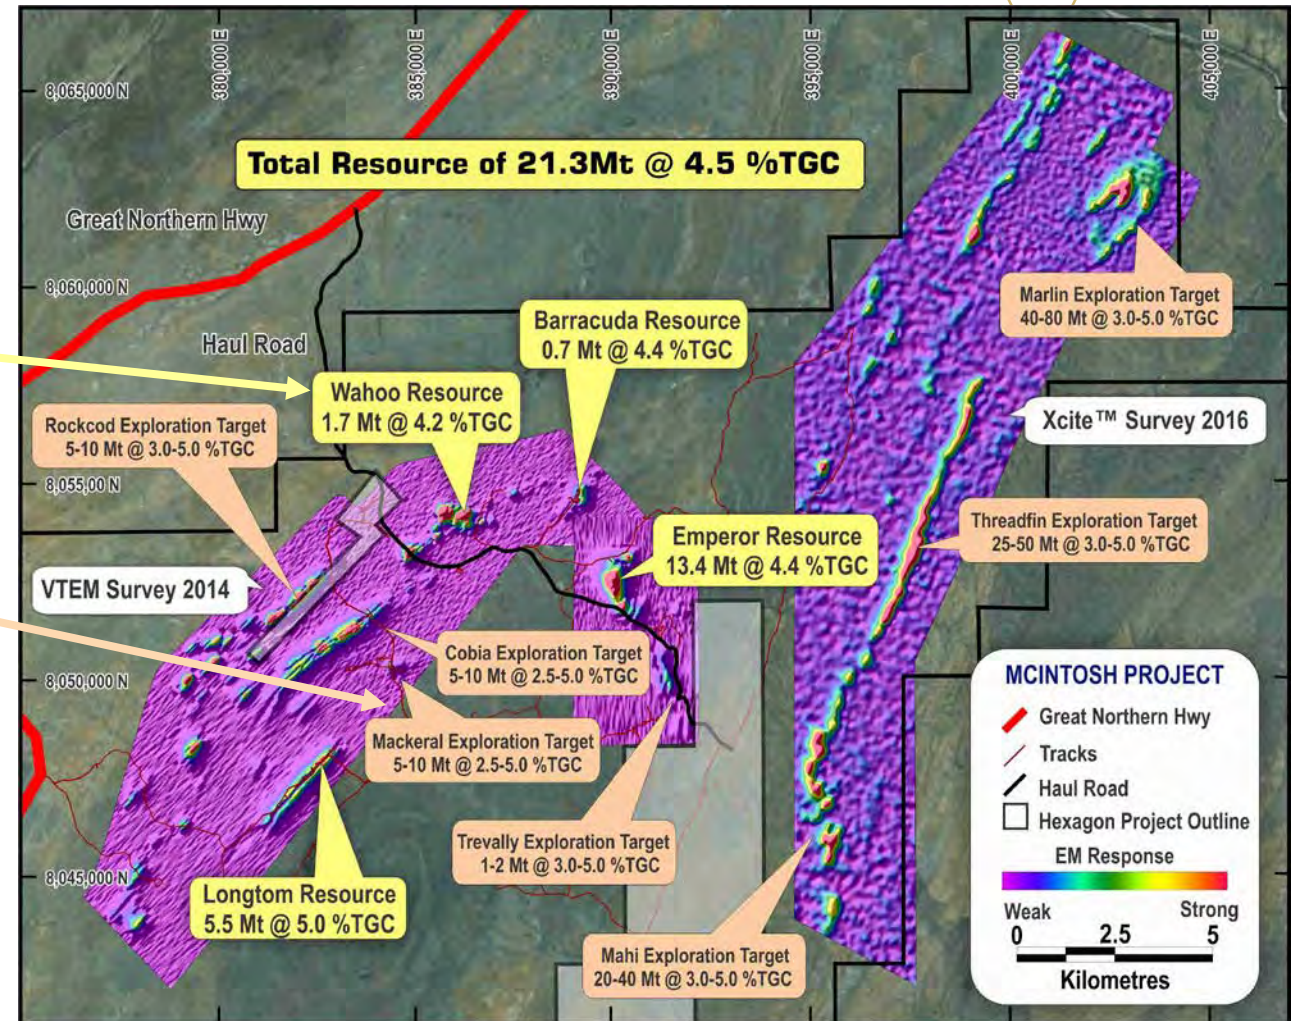 380,000 E
385,000 E
390,000 E
395,000 E
400,000 E
405,000 E
8,065,000 N
Total Resource of 21.3Mt @ 4.5 %TGC
Great Northern Hwy
8,060,000 N
Marlin Exploration Target
40-80 Mt @ 3.0-5.0 %TGC
Haul Road
Barracuda Resource
0.7 Mt @ 4.4 %TGC
Wahoo Resource
1.7 Mt @ 4.2 %TGC
Rockcod Exploration Target
5-10 Mt @ 3.0-5.0 %TGC
Xcite™ Survey 2016
8,055,00 N
Threadfin Exploration Target
25-50 Mt @ 3.0-5.0 %TGC
Emperor Resource
13.4 Mt @ 4.4 %TGC
VTEM Survey 2014
Cobia Exploration Target
5-10 Mt @ 2.5-5.0 %TGC
8,050,000 N
Mackeral Exploration Target
5-10 Mt @ 2.5-5.0 %TGC
Trevally Exploration Target
1-2 Mt @ 3.0-5.0 %TGC
8,045,000 N
Longtom Resource
5.5 Mt @ 5.0 %TGC
Mahi Exploration Target
20-40 Mt @ 3.0-5.0 %TGC
MCINTOSH PROJECT
Great Northern Hwy
Tracks
Haul Road
Hexagon Project Outline
EM Response
Weak Strong
0 2.5 5
Kilometres